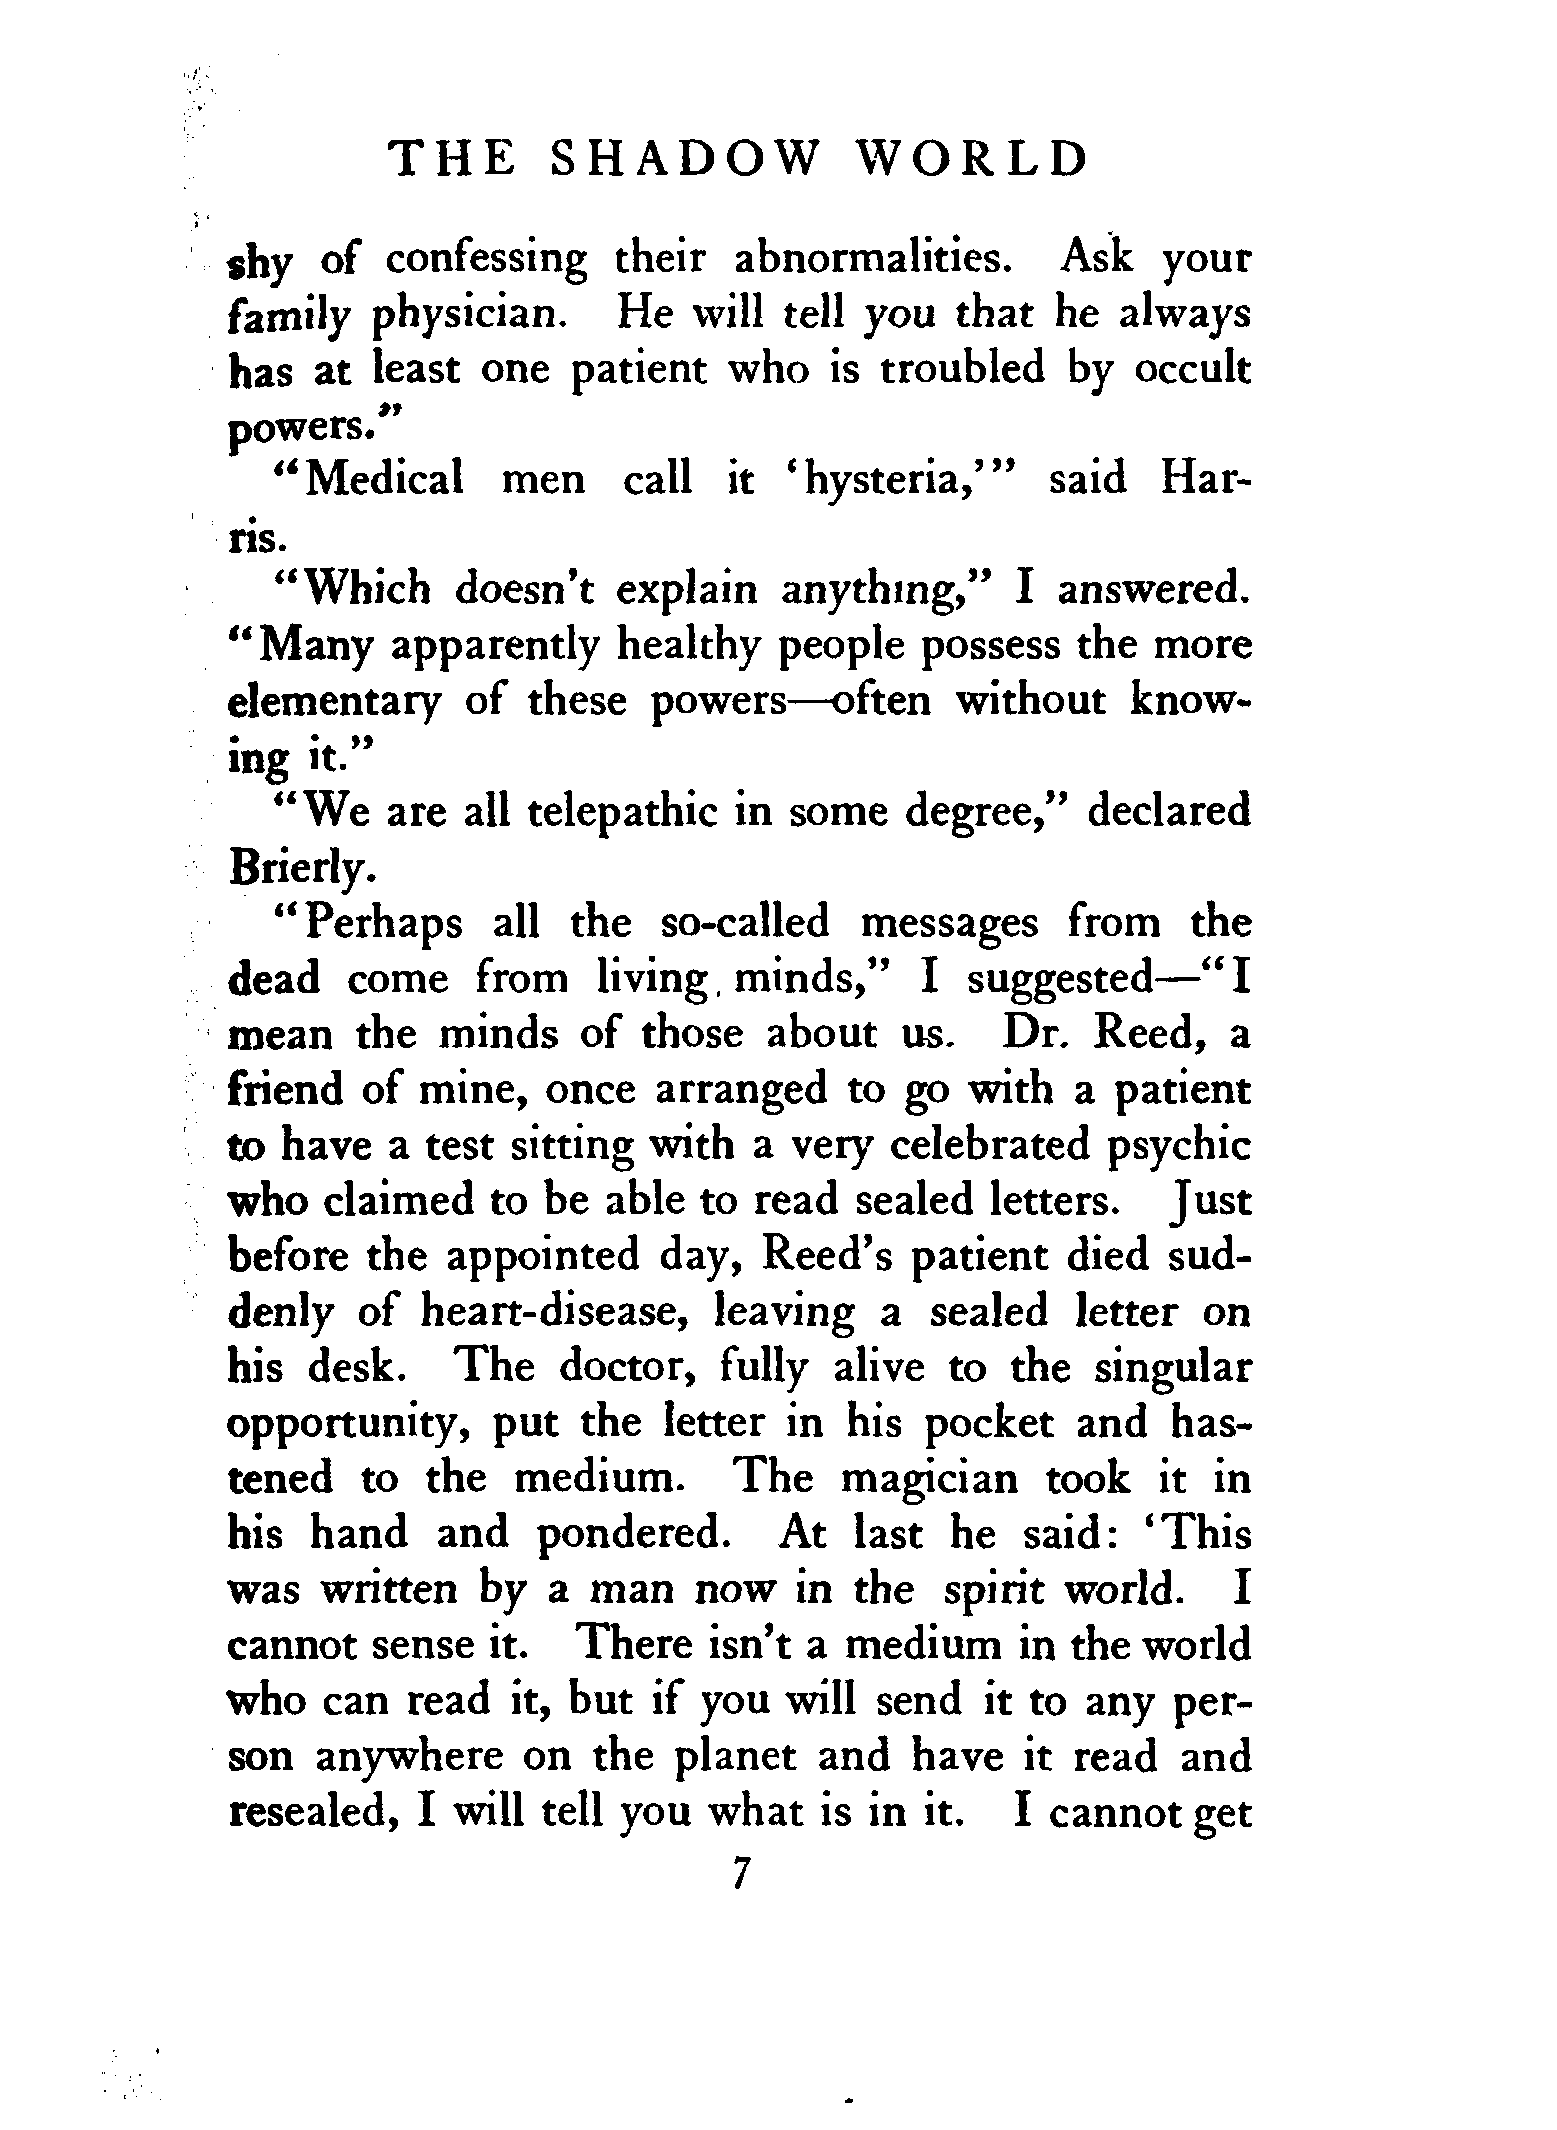 THE SHADOW WORLD
shy of confessing their abnormalities. Ask your
family physician. He will tell you that he always
has at least one patient who is troubled by occult
powers."
"Medical men call it 'hysteria,'" said Har-
ris.
"Which doesn't explain anything," I answered.
"Many apparently healthy people possess the more
elementary of these powers—often without know-
ing it."
"We are all telepathic in some degree," declared
Brierly.
"Perhaps all the so-called messages from the
dead come from living minds," I suggested—"I
mean the minds of those about us. Dr. Reed, a
friend of mine, once arranged to go with a patient
to have a test sitting with a very celebrated psychic
who claimed to be able to read sealed letters. Just
before the appointed day, Reed's patient died sud-
denly of heart-disease, leaving a sealed letter on
his desk. The doctor, fully alive to the singular
opportunity, put the letter in his pocket and has-
tened to the medium. The magician took it in
his hand and pondered. At last he said: 'This
was written by a man now in the spirit world. I
cannot sense it. There isn't a medium in the world
who can read it, but if you will send it to any per-
son anywhere on the planet and have it read and
resealed, I will tell you what is in it. I cannot get
7